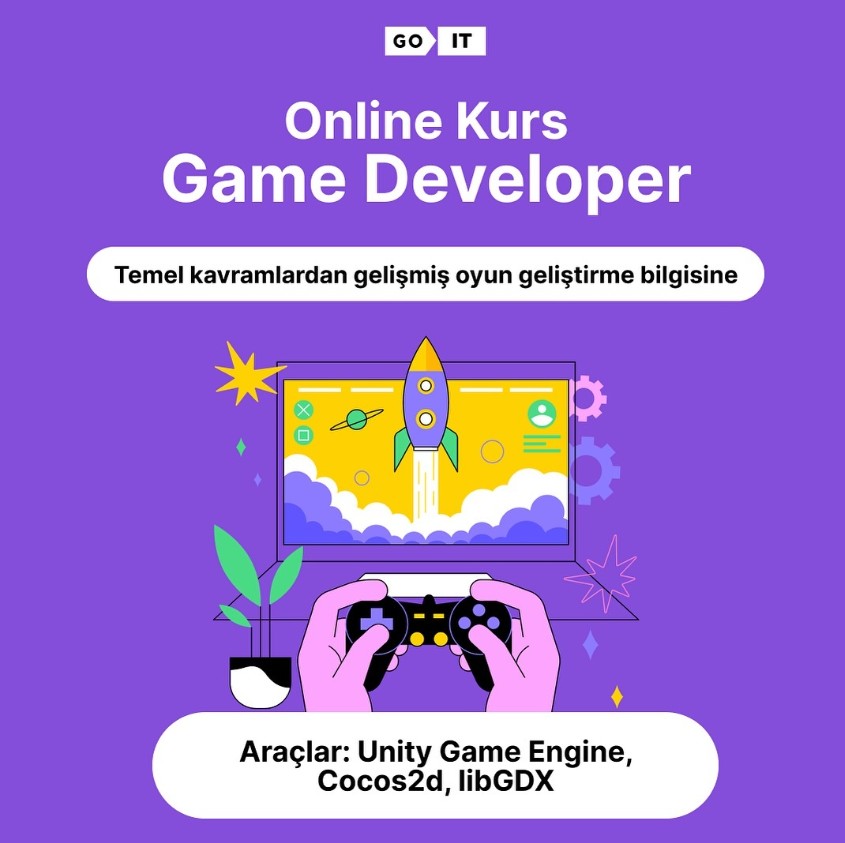 GO IT
Online Kurs
Game Developer
Temel kavramlardan gelişmiş oyun geliştirme bilgisine
Araçlar: Unity Game Engine,
Cocos2d, libGDX